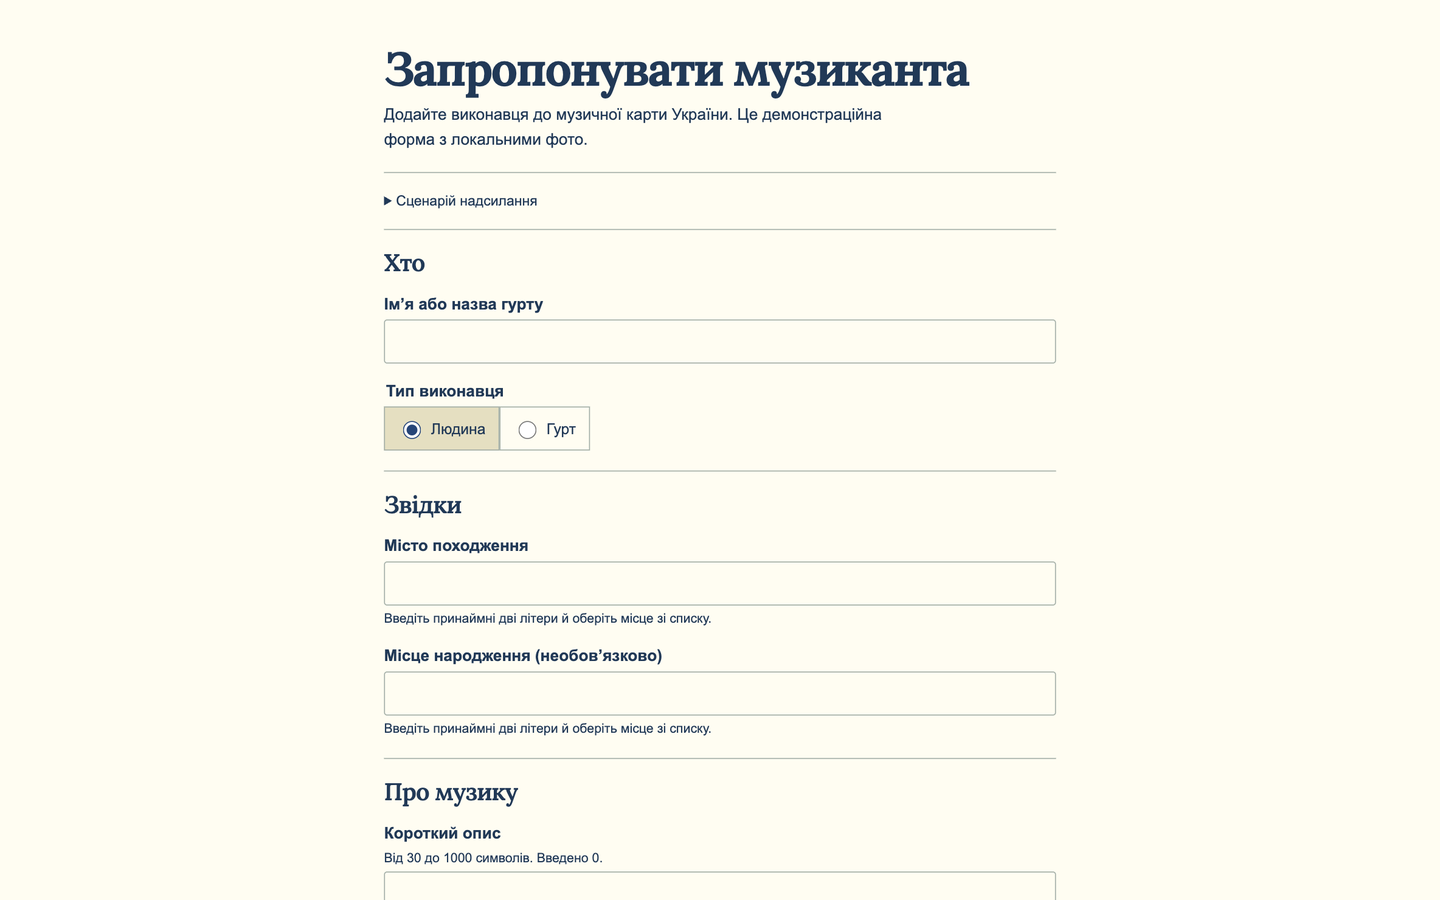 Запропонувати музиканта
Додайте виконавця до музичної карти України. Це демонстраційна
форма з локальними фото.
Сценарій надсилання
Хто
Ім’я або назва гурту
Тип виконавця
Людина
Гурт
Звідки
Місто походження
Введіть принаймні дві літери й оберіть місце зі списку.
Місце народження (необов’язково)
Введіть принаймні дві літери й оберіть місце зі списку.
Про музику
Короткий опис
Від 30 до 1000 символів. Введено 0.